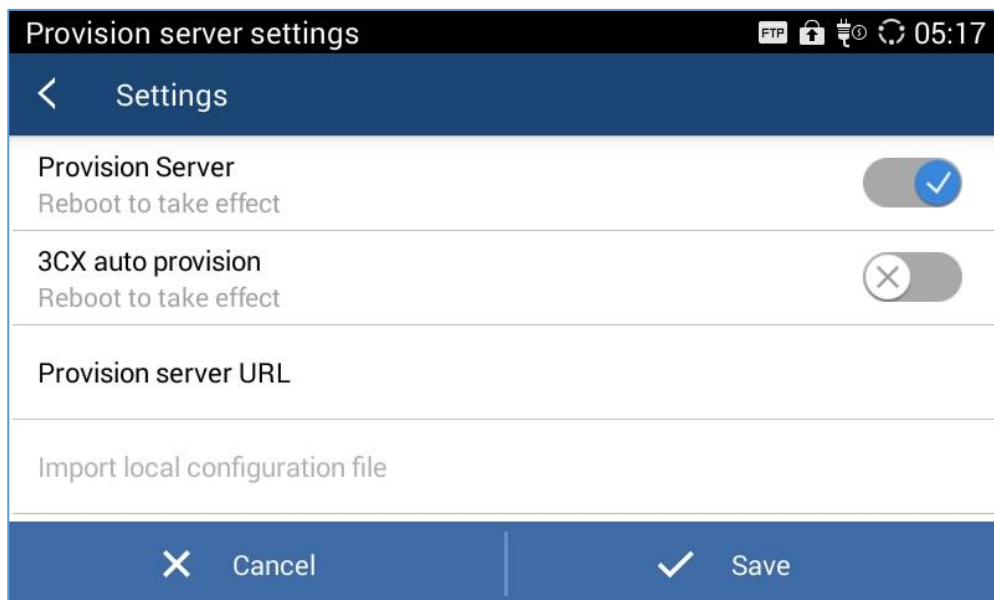 Provision server settings FTP 05:17
Settings
Provision Server
Reboot to take effect
3CX auto provision
Reboot to take effect
Provision server URL
Import local configuration file
Cancel Save